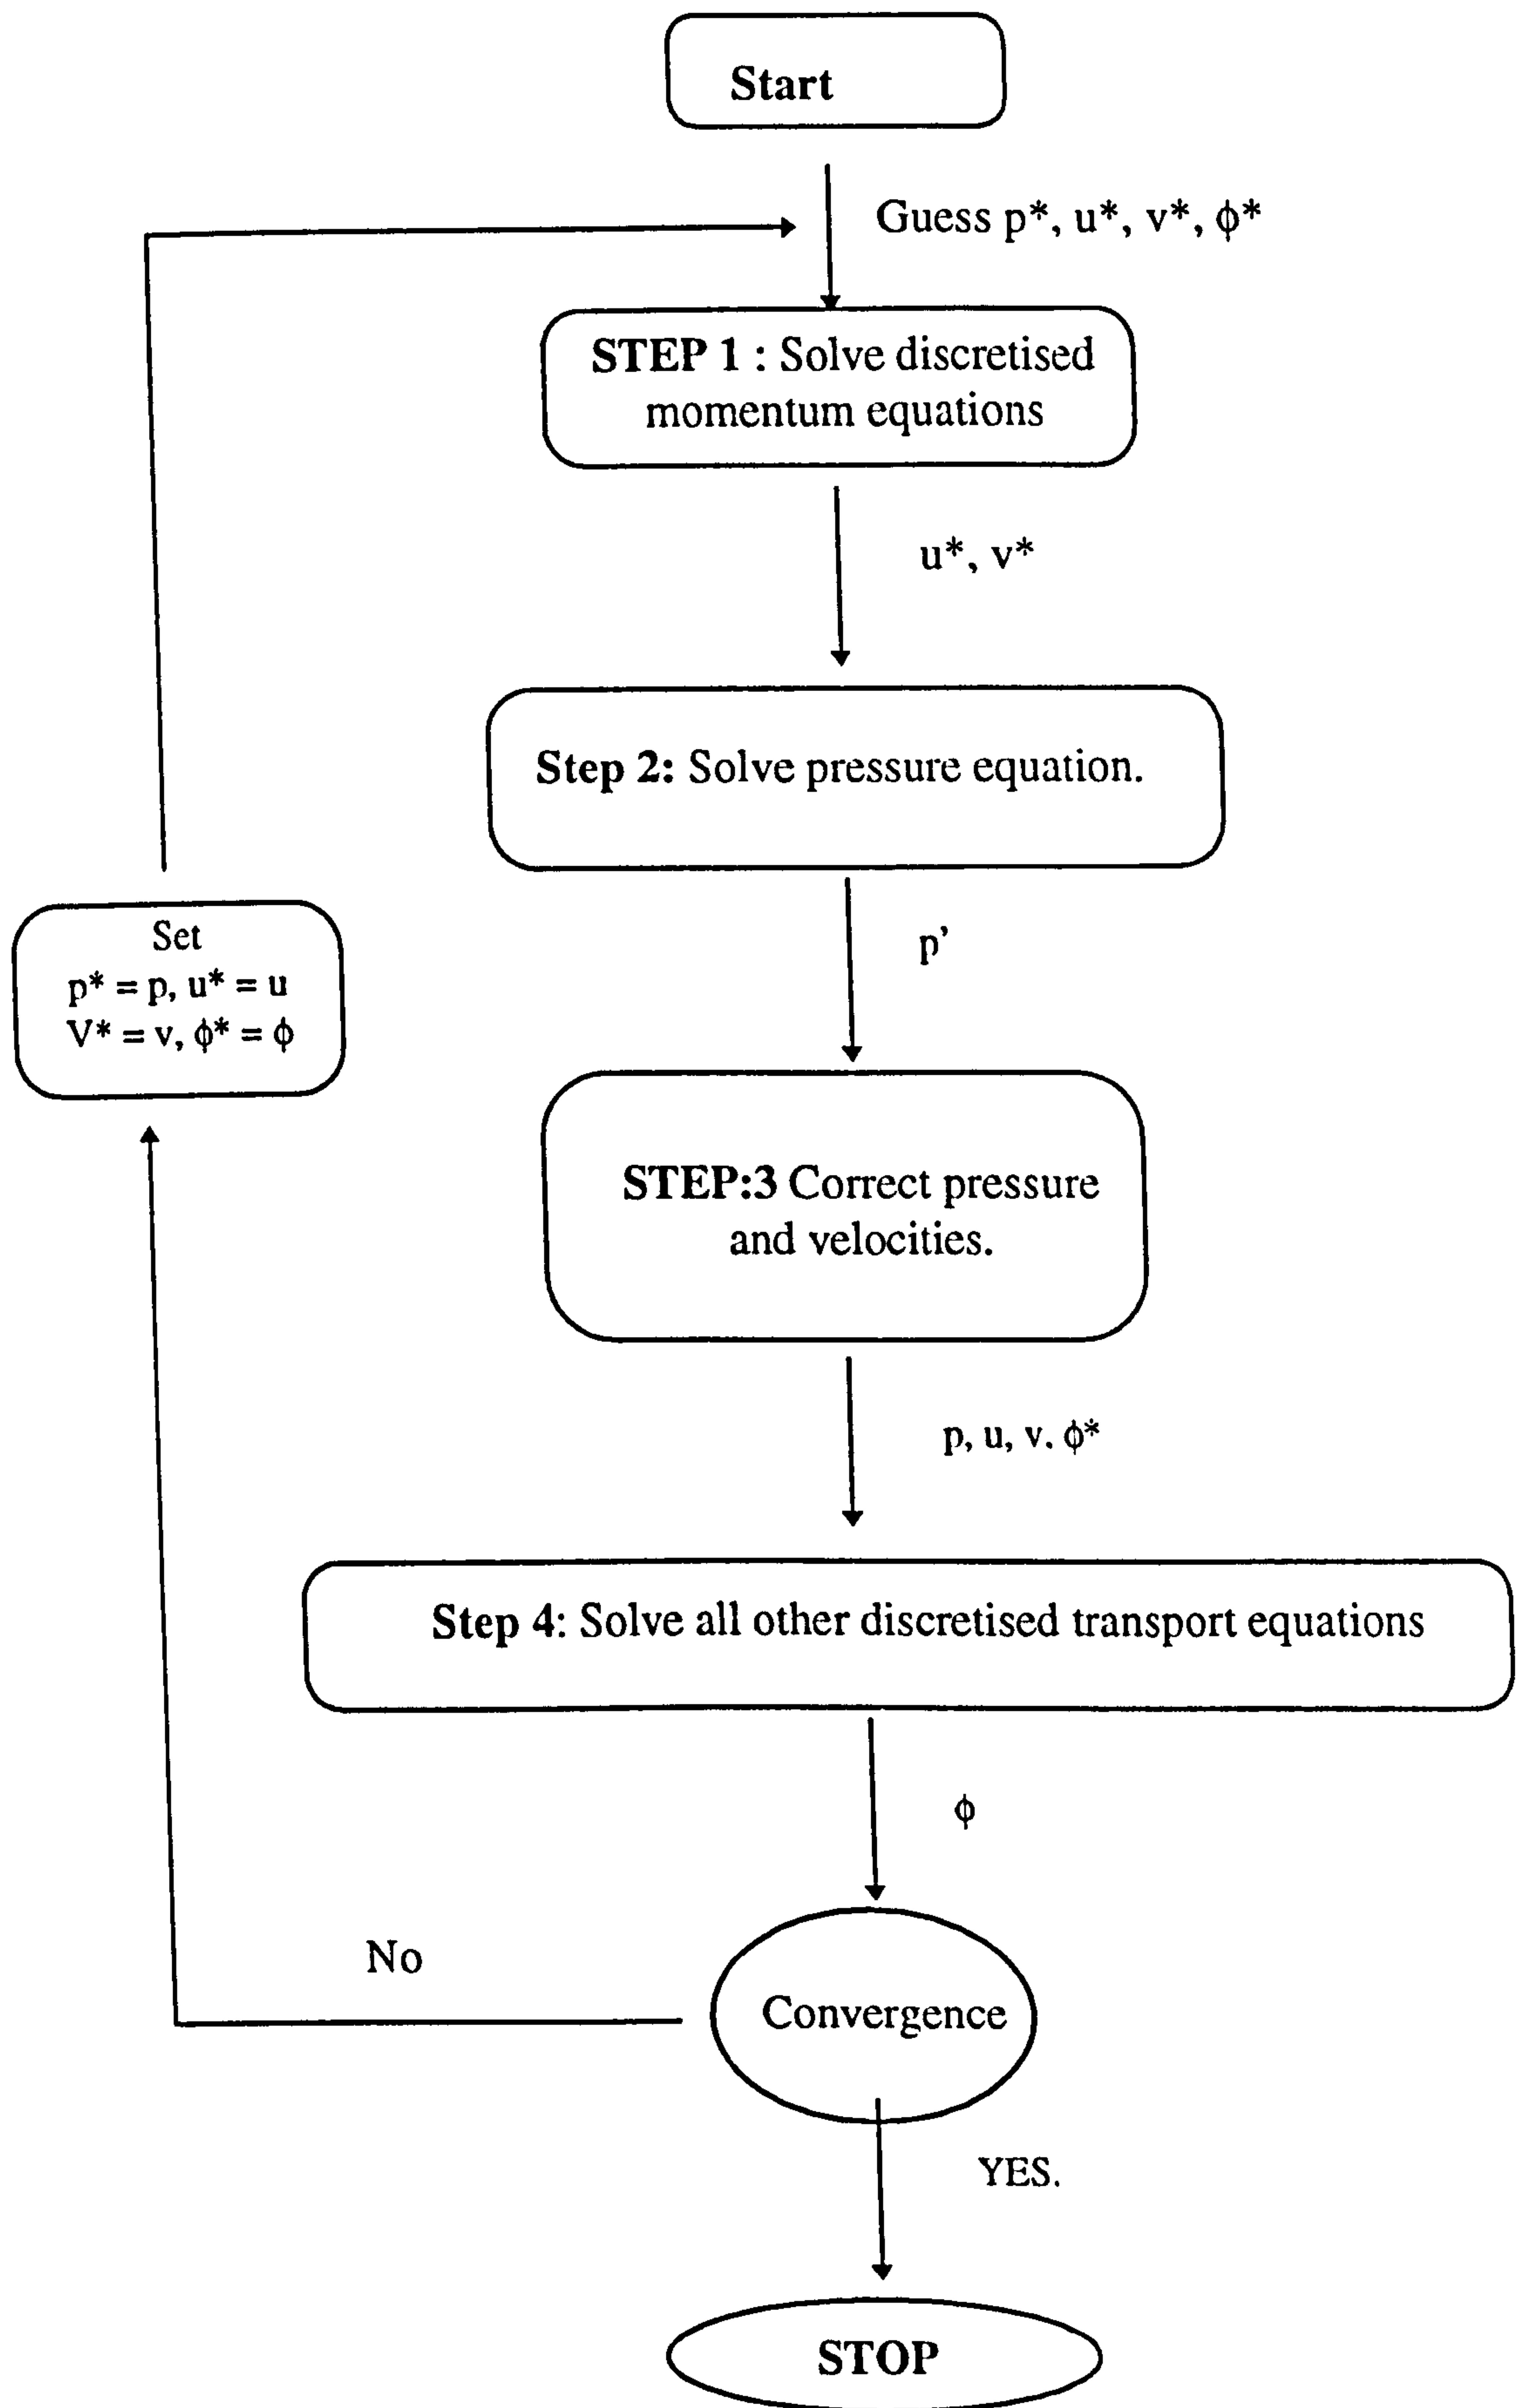 Start
Guess p*, u*, v*, ϕ*
STEP 1 : Solve discretised
momentum equations
u*, v*
Step 2: Solve pressure equation.
p’
Set
p* = p, u* = u
V* = v, ϕ* = ϕ
STEP:3 Correct pressure
and velocities.
p, u, v. ϕ*
Step 4: Solve all other discretised transport equations
ϕ
No
Convergence
YES.
STOP